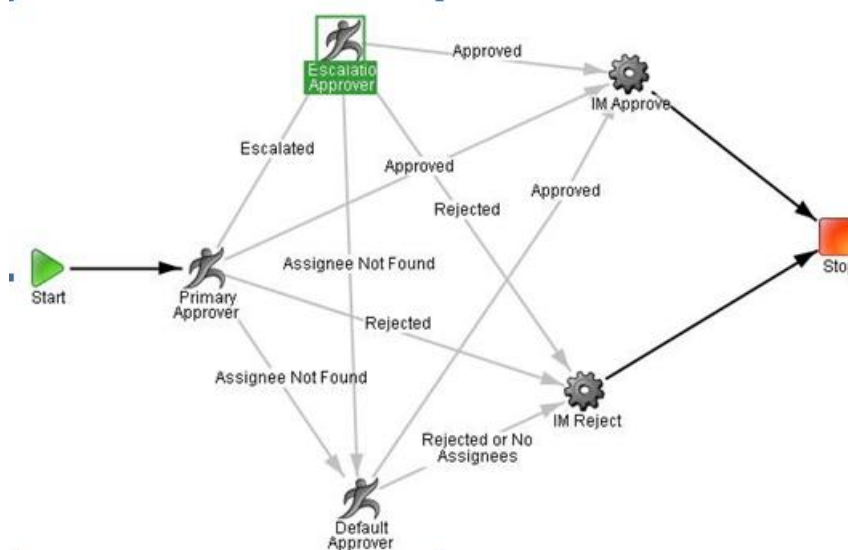 Approved
Escalatio
Approver
IM Approve
Escalated
Approved
Approved
Rejected
Assignee Not Found
Start
Primary
Approver
Stop
Rejected
Assignee Not Found
IM Reject
Rejected or No
Assignees
Default
Approver